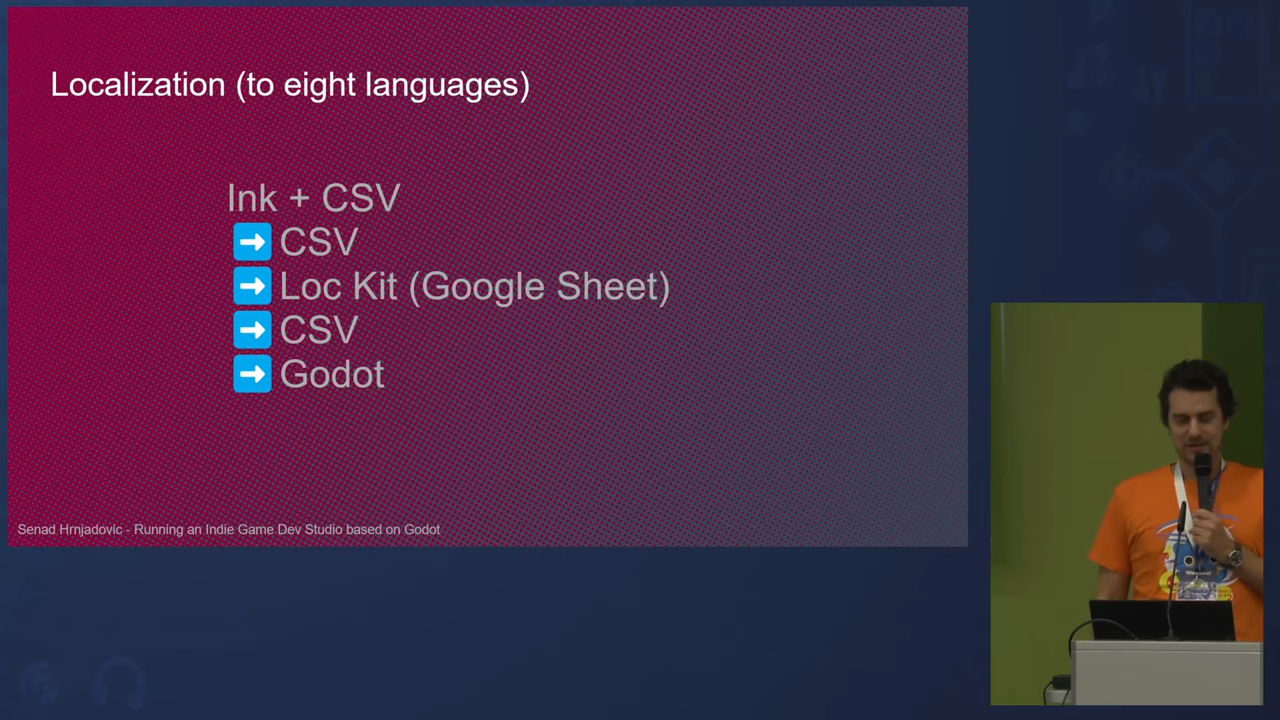 Localization (to eight languages)
Ink + CSV
➡ CSV
➡ Loc Kit (Google Sheet)
➡ CSV
➡ Godot
Senad Hrnjadovic - Running an Indie Game Dev Studio based on Godot